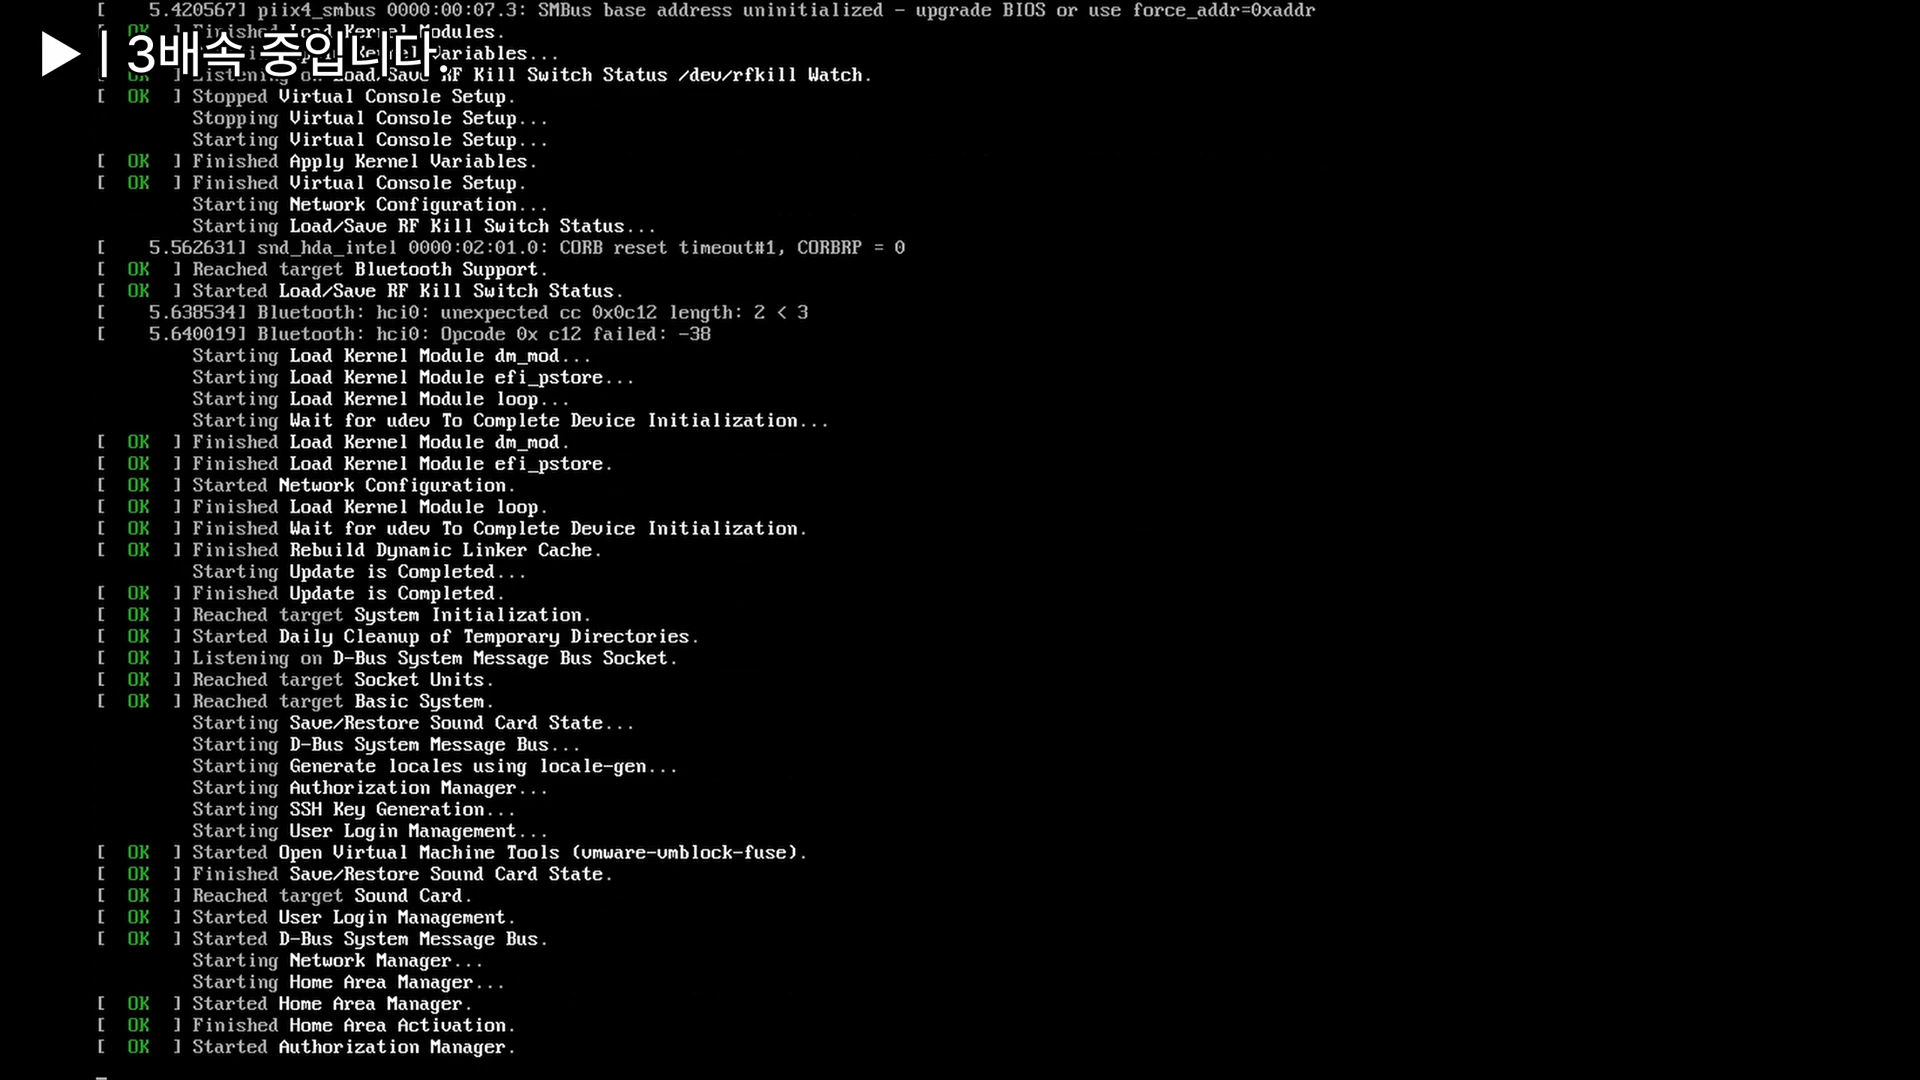 [    5.420567] piix4_smbus 0000:00:07.3: SMBus base address uninitialized - upgrade BIOS or use force_addr=0xaddr
[  OK  ] Finished Load Kernel Modules.
Kernel Variables...
▶ | 3배속 중입니다.
[  OK  ] Listening on Load/Save RF Kill Switch Status /dev/rfkill Watch.
[  OK  ] Stopped Virtual Console Setup.
Stopping Virtual Console Setup...
Starting Virtual Console Setup...
[  OK  ] Finished Apply Kernel Variables.
[  OK  ] Finished Virtual Console Setup.
Starting Network Configuration...
Starting Load/Save RF Kill Switch Status...
[    5.562631] snd_hda_intel 0000:02:01.0: CORB reset timeout#1, CORBRP = 0
[  OK  ] Reached target Bluetooth Support.
[  OK  ] Started Load/Save RF Kill Switch Status.
[    5.638534] Bluetooth: hci0: unexpected cc 0x0c12 length: 2 < 3
[    5.640019] Bluetooth: hci0: Opcode 0x c12 failed: -38
Starting Load Kernel Module dm_mod...
Starting Load Kernel Module efi_pstore...
Starting Load Kernel Module loop...
Starting Wait for udev To Complete Device Initialization...
[  OK  ] Finished Load Kernel Module dm_mod.
[  OK  ] Finished Load Kernel Module efi_pstore.
[  OK  ] Started Network Configuration.
[  OK  ] Finished Load Kernel Module loop.
[  OK  ] Finished Wait for udev To Complete Device Initialization.
[  OK  ] Finished Rebuild Dynamic Linker Cache.
Starting Update is Completed...
[  OK  ] Finished Update is Completed.
[  OK  ] Reached target System Initialization.
[  OK  ] Started Daily Cleanup of Temporary Directories.
[  OK  ] Listening on D-Bus System Message Bus Socket.
[  OK  ] Reached target Socket Units.
[  OK  ] Reached target Basic System.
Starting Save/Restore Sound Card State...
Starting D-Bus System Message Bus...
Starting Generate locales using locale-gen...
Starting Authorization Manager...
Starting SSH Key Generation...
Starting User Login Management...
[  OK  ] Started Open Virtual Machine Tools (vmware-vmblock-fuse).
[  OK  ] Finished Save/Restore Sound Card State.
[  OK  ] Reached target Sound Card.
[  OK  ] Started User Login Management.
[  OK  ] Started D-Bus System Message Bus.
Starting Network Manager...
Starting Home Area Manager...
[  OK  ] Started Home Area Manager.
[  OK  ] Finished Home Area Activation.
[  OK  ] Started Authorization Manager.